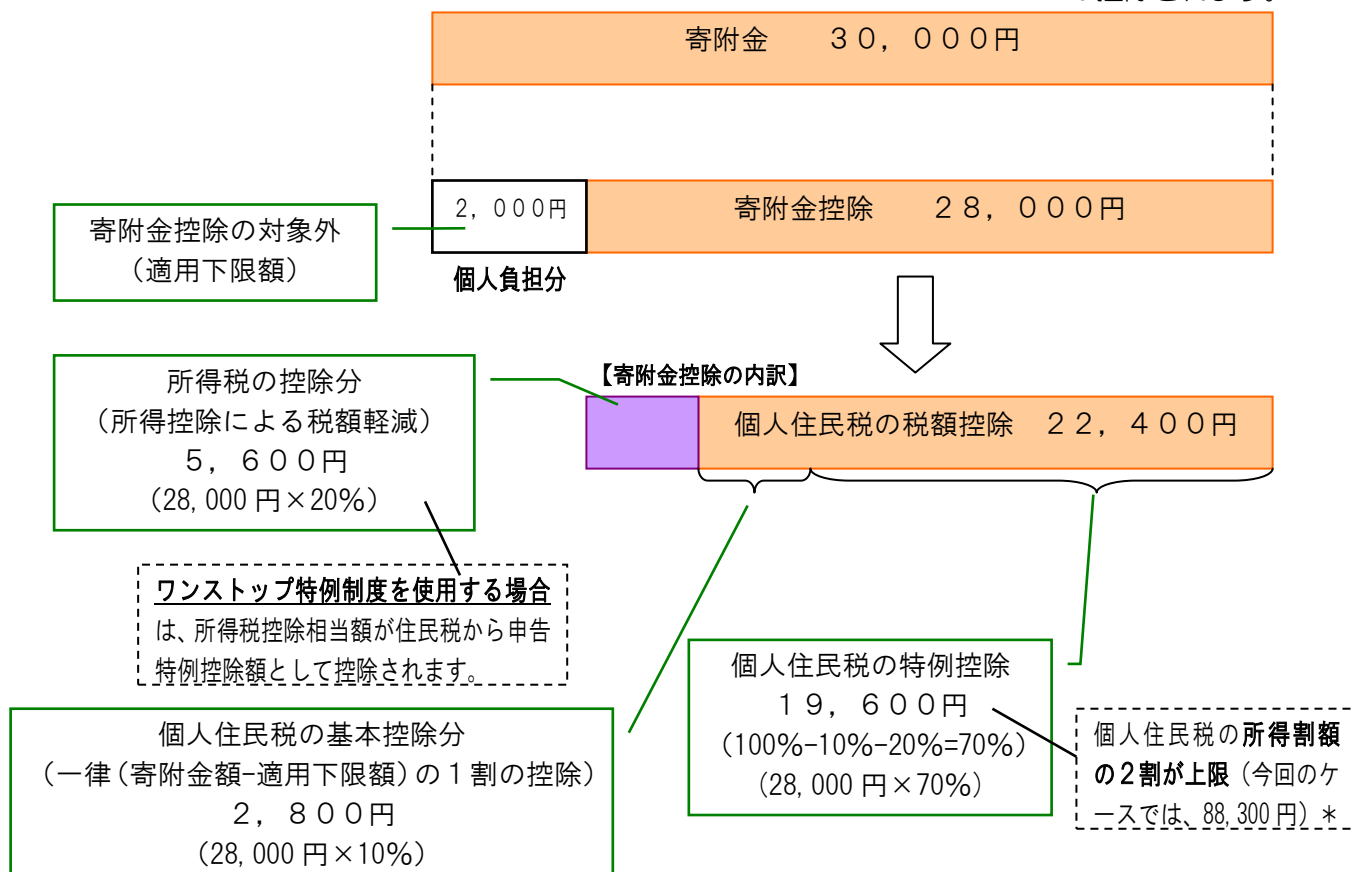 寄附金　３０，０００円
２，０００円
寄附金控除　２８，０００円
寄附金控除の対象外
（適用下限額）
個人負担分
【寄附金控除の内訳】
所得税の控除分
（所得控除による税額軽減）
５，６００円
（28,000 円×20%）
個人住民税の税額控除　２２，４００円
ワンストップ特例制度を使用する場合
は、所得税控除相当額が住民税から申告
特例控除額として控除されます。
個人住民税の特例控除
１９，６００円
（100%-10%-20%=70%）
（28,000 円×70%）
個人住民税の所得割額
の２割が上限（今回のケ
ースでは、88,300 円）＊
個人住民税の基本控除分
（一律（寄附金額-適用下限額）の１割の控除）
２，８００円
（28,000 円×10%）